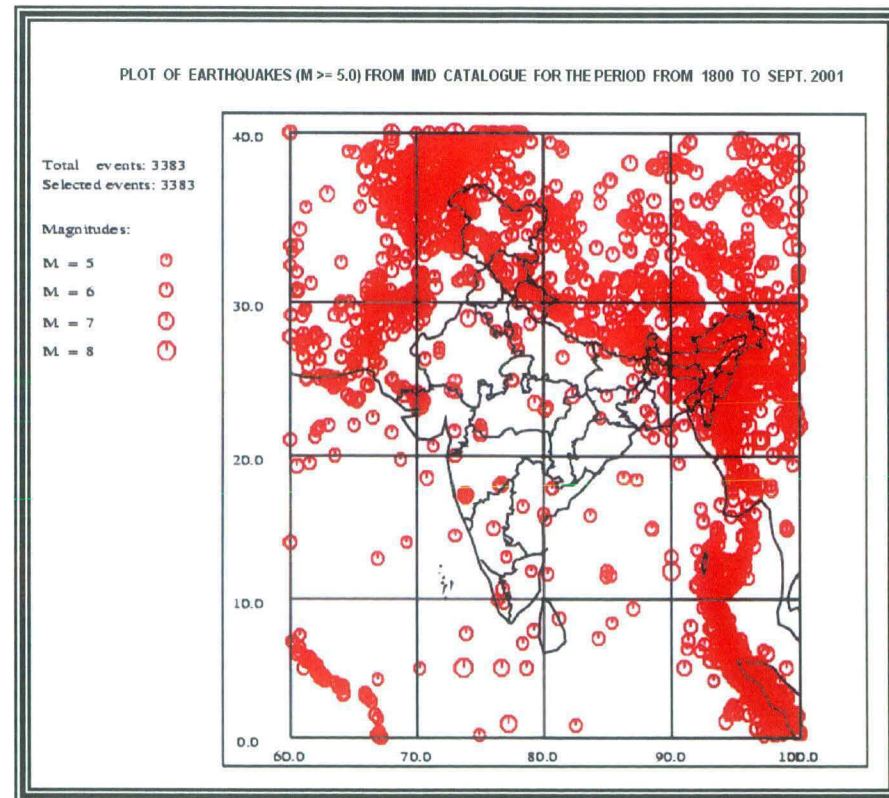 PLOT OF EARTHQUAKES (M >= 5.0) FROM IMD CATALOGUE FOR THE PERIOD FROM 1800 TO SEPT. 2001
Total events: 3383
Selected events: 3383
Magnitudes:
M = 5
M = 6
M = 7
M = 8
40.0
30.0
20.0
10.0
0.0
60.0 70.0 80.0 90.0 100.0